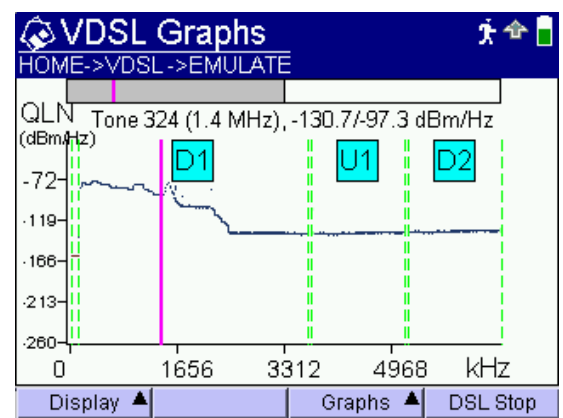 VDSL Graphs
HOME->VDSL->EMULATE
QLN Tone 324 (1.4 MHz), -130.7/-97.3 dBm/Hz
(dBm/Hz)
D1 U1 D2
-72
-119
-166
-213
-260
0 1656 3312 4968 kHz
Display Graphs DSL Stop